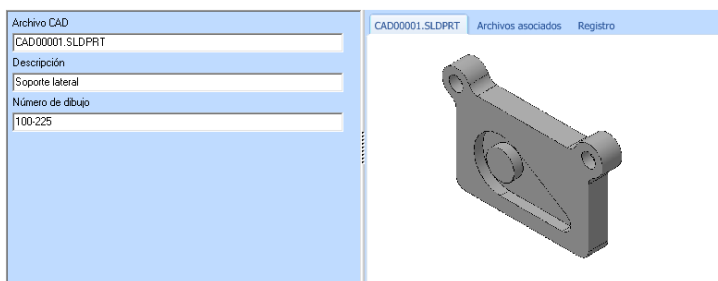 Archivo CAD
CAD00001.SLDPRT
Descripción
Soporte lateral
Número de dibujo
100-225
CAD00001.SLDPRT Archivos asociados Registro